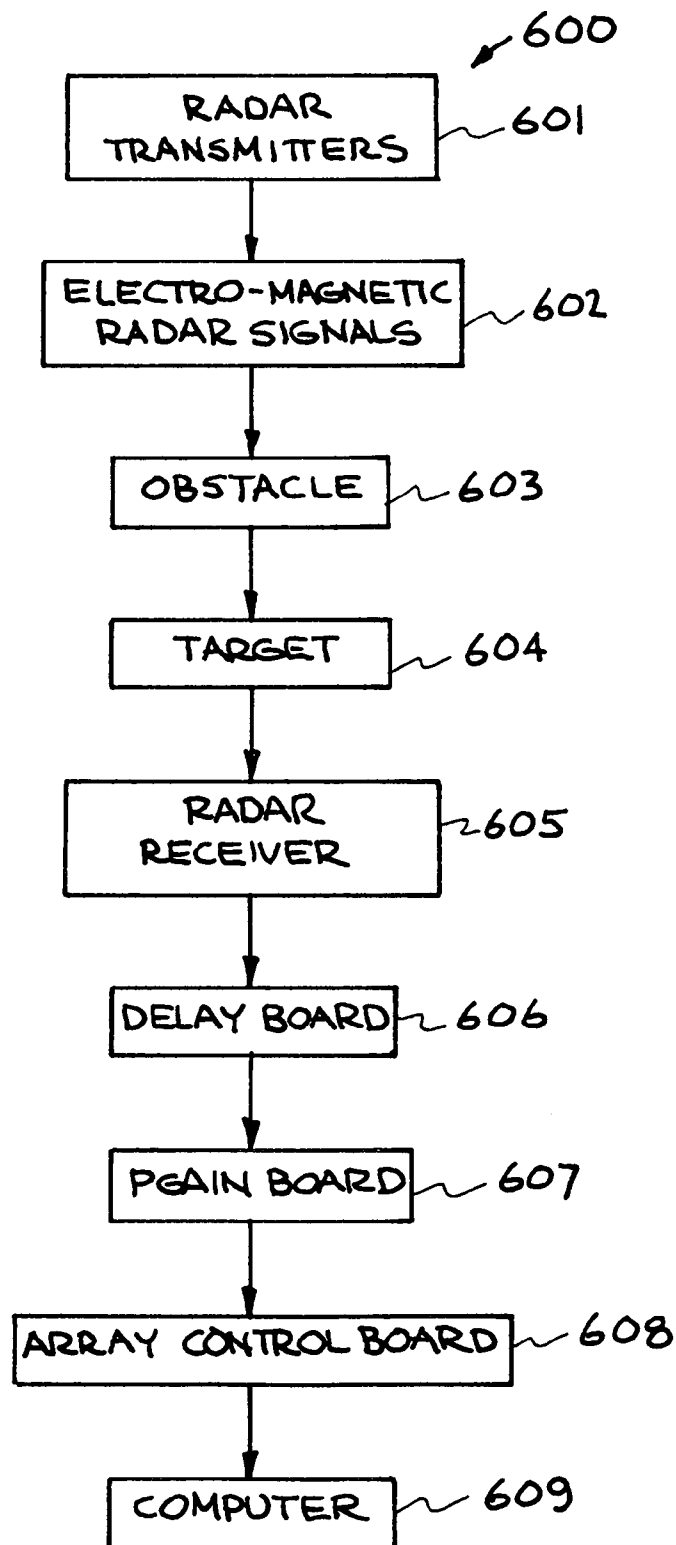 600
RADAR
TRANSMITTERS
601
ELECTRO-MAGNETIC
RADAR SIGNALS
602
OBSTACLE
603
TARGET
604
RADAR
RECEIVER
605
DELAY BOARD
606
PGAIN BOARD
607
ARRAY CONTROL BOARD
608
COMPUTER
609